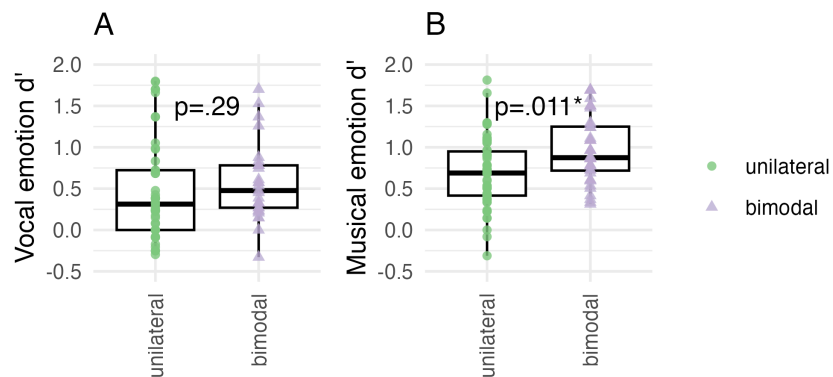 A
Vocal emotion d'
2.0
1.5
1.0
0.5
0.0
-0.5
p=.29
unilateral
bimodal
B
Musical emotion d'
2.0
1.5
1.0
0.5
0.0
-0.5
p=.011*
unilateral
bimodal
unilateral
bimodal